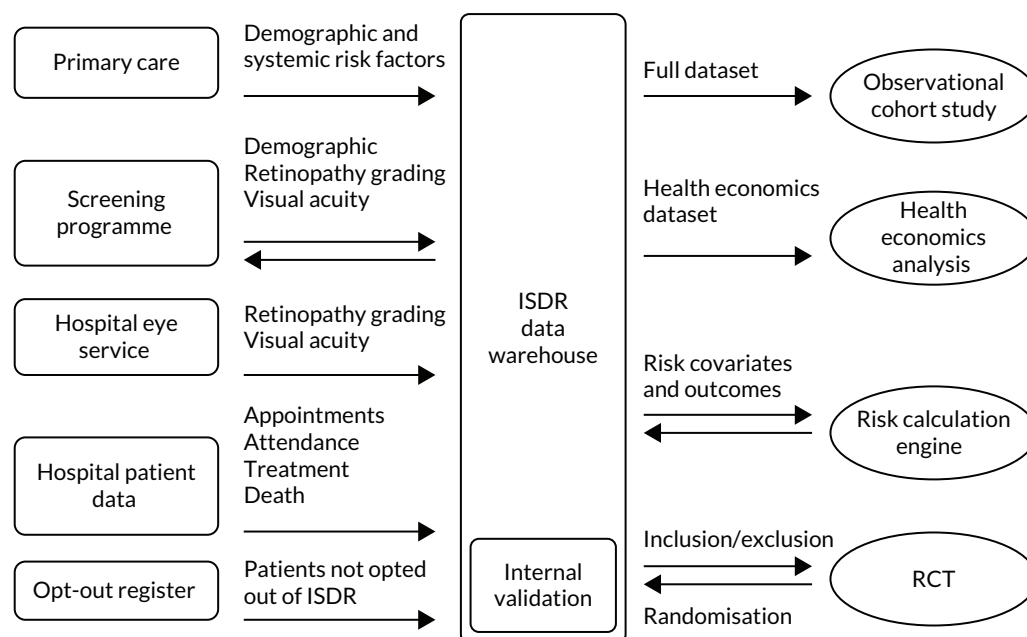 Primary care
Demographic and
systemic risk factors
Screening
programme
Demographic
Retinopathy grading
Visual acuity
Hospital eye
service
Retinopathy grading
Visual acuity
Hospital patient
data
Appointments
Attendance
Treatment
Death
Opt-out register
Patients not opted
out of ISDR
ISDR
data
warehouse
Internal
validation
Full dataset
Observational
cohort study
Health economics
dataset
Health
economics
analysis
Risk covariates
and outcomes
Risk calculation
engine
Inclusion/exclusion
Randomisation
RCT